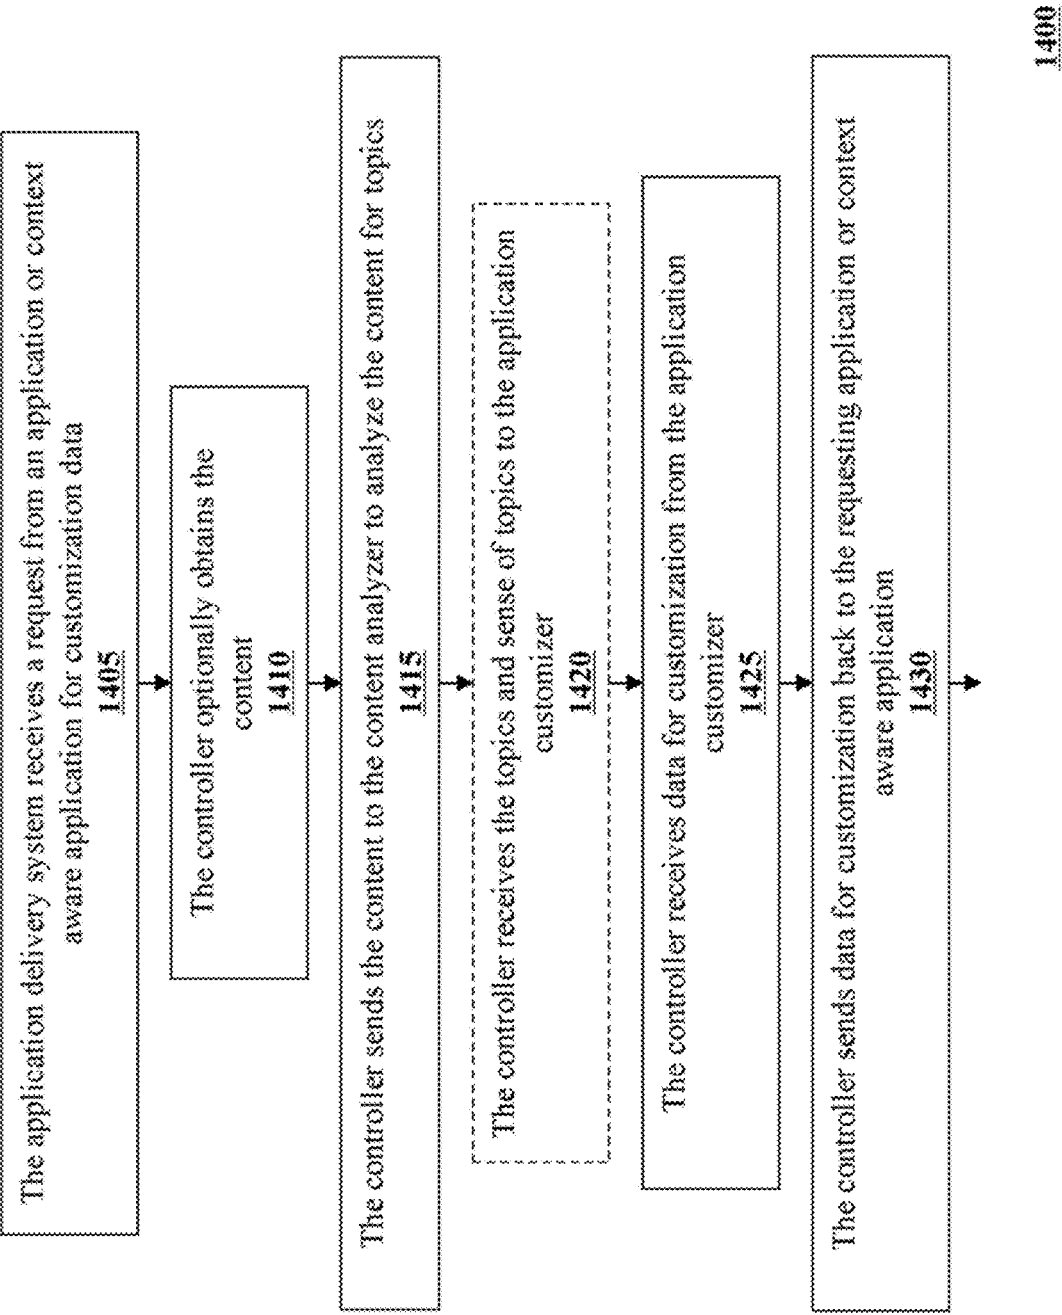 The application delivery system receives a request from an application or context
aware application for customization data
1405
The controller optionally obtains the
content
1410
The controller sends the content to the content analyzer to analyze the content for topics
1415
The controller receives the topics and sense of topics to the application
customizer
1420
The controller receives data for customization from the application
customizer
1425
The controller sends data for customization back to the requesting application or context
aware application
1430
1400